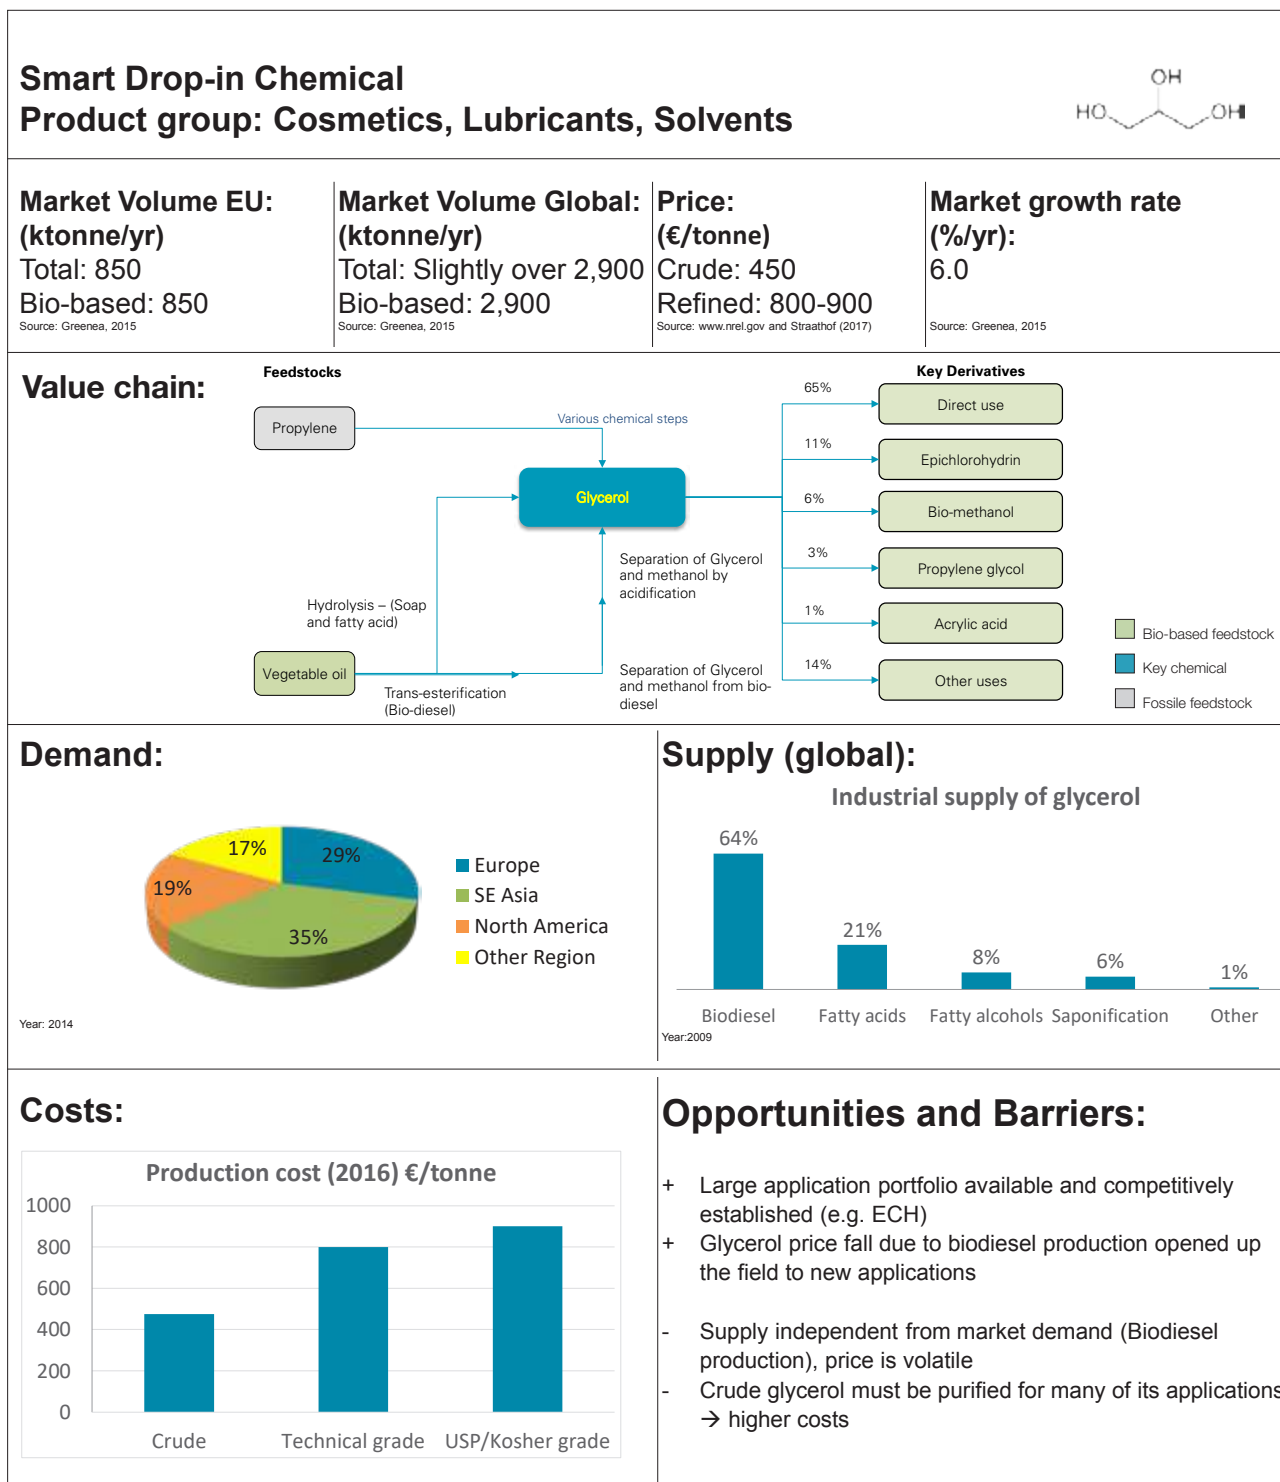 Smart Drop-in Chemical
Product group: Cosmetics, Lubricants, Solvents
OH
HO
OH
Market Volume EU:
(ktonne/yr)
Total: 850
Bio-based: 850
Source: Greenea, 2015
Market Volume Global:
(ktonne/yr)
Total: Slightly over 2,900
Bio-based: 2,900
Source: Greenea, 2015
Price:
(€/tonne)
Crude: 450
Refined: 800-900
Source: www.nrel.gov and Straathof (2017)
Market growth rate
(%/yr):
6.0
Source: Greenea, 2015
Value chain:
Feedstocks
Key Derivatives
Propylene
Various chemical steps
Glycerol
Hydrolysis – (Soap
and fatty acid)
Vegetable oil
Trans-esterification
(Bio-diesel)
Separation of Glycerol
and methanol by
acidification
Separation of Glycerol
and methanol from bio-
diesel
65%
Direct use
11%
Epichlorohydrin
6%
Bio-methanol
3%
Propylene glycol
1%
Acrylic acid
14%
Other uses
Bio-based feedstock
Key chemical
Fossile feedstock
Demand:
17%
29%
19%
35%
Europe
SE Asia
North America
Other Region
Year: 2014
Supply (global):
Industrial supply of glycerol
64%
21%
8%
6%
1%
Biodiesel
Fatty acids
Fatty alcohols
Saponification
Other
Year:2009
Costs:
Production cost (2016) €/tonne
1000
800
600
400
200
0
Crude
Technical grade
USP/Kosher grade
Opportunities and Barriers:
+ Large application portfolio available and competitively
established (e.g. ECH)
+ Glycerol price fall due to biodiesel production opened up
the field to new applications
- Supply independent from market demand (Biodiesel
production), price is volatile
- Crude glycerol must be purified for many of its applications
→ higher costs